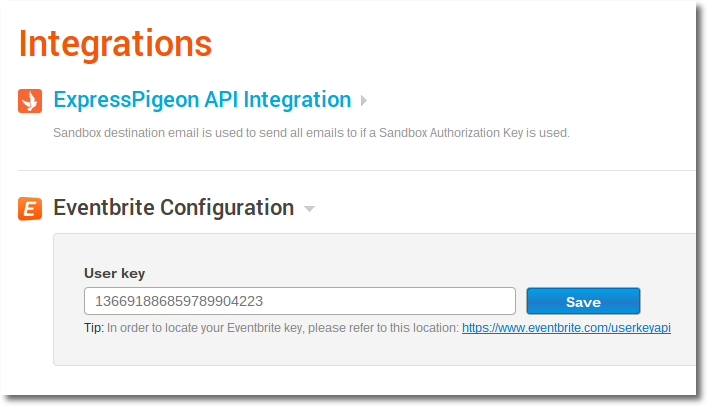 Integrations
ExpressPigeon API Integration
Sandbox destination email is used to send all emails to if a Sandbox Authorization Key is used.
E Eventbrite Configuration
User key
136691886859789904223 Save
Tip: In order to locate your Eventbrite key, please refer to this location: https://www.eventbrite.com/userkeyapi